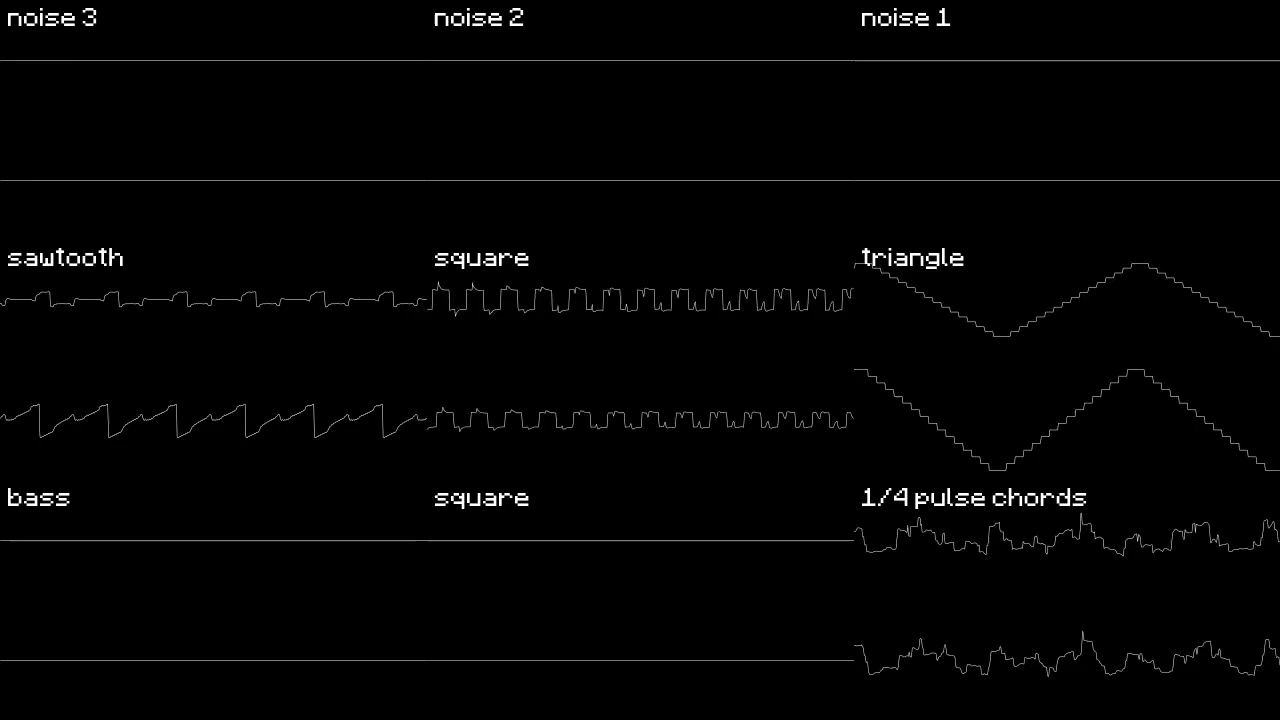 noise 3
noise 2
noise 1
sawtooth
square
triangle
bass
square
1/4 pulse chords